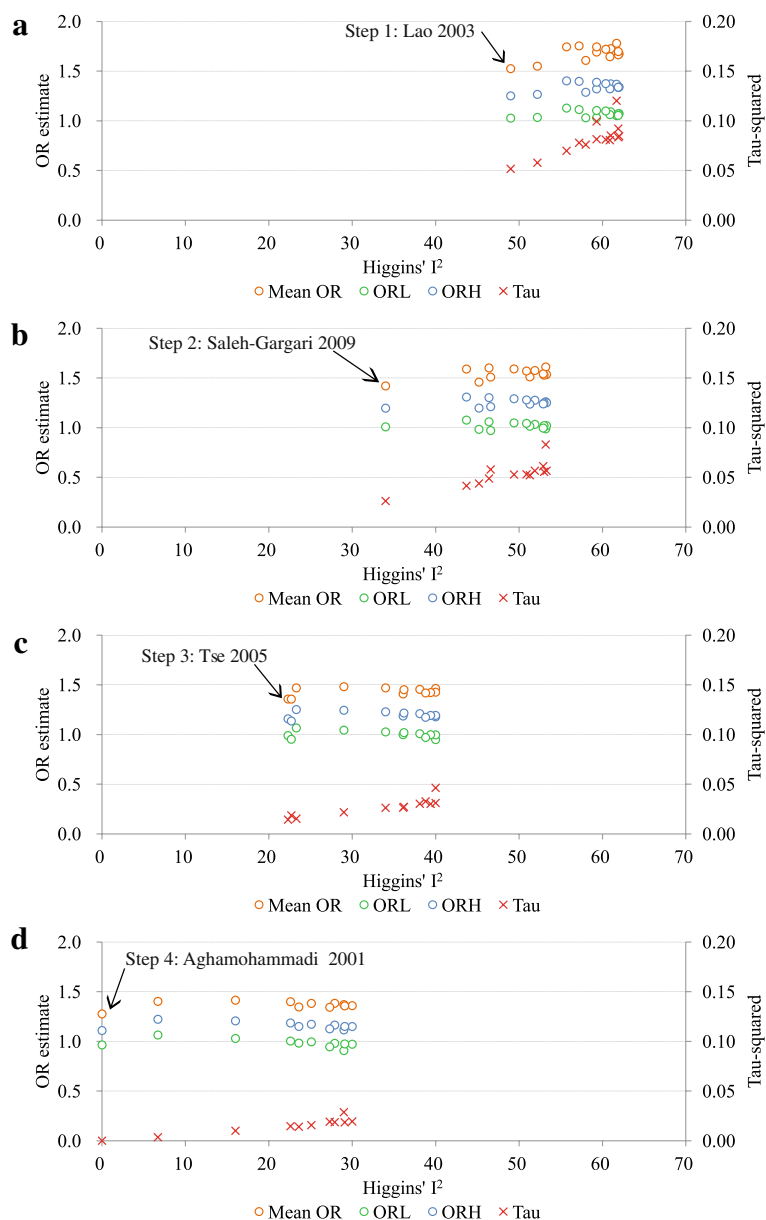 a
Step 1: Lao 2003
OR estimate
2.0
1.5
1.0
0.5
0.0
0.20
0.15
0.10
0.05
0.00
Tau-squared
0 10 20 30 40 50 60 70
Higgins' I²
Mean OR ORL ORH Tau
b
Step 2: Saleh-Gargari 2009
OR estimate
2.0
1.5
1.0
0.5
0.0
0.20
0.15
0.10
0.05
0.00
Tau-squared
0 10 20 30 40 50 60 70
Higgins' I²
Mean OR ORL ORH Tau
c
Step 3: Tse 2005
OR estimate
2.0
1.5
1.0
0.5
0.0
0.20
0.15
0.10
0.05
0.00
Tau-squared
0 10 20 30 40 50 60 70
Higgins' I²
Mean OR ORL ORH Tau
d
Step 4: Aghamohammadi 2001
OR estimate
2.0
1.5
1.0
0.5
0.0
0.20
0.15
0.10
0.05
0.00
Tau-squared
0 10 20 30 40 50 60 70
Higgins' I²
Mean OR ORL ORH Tau